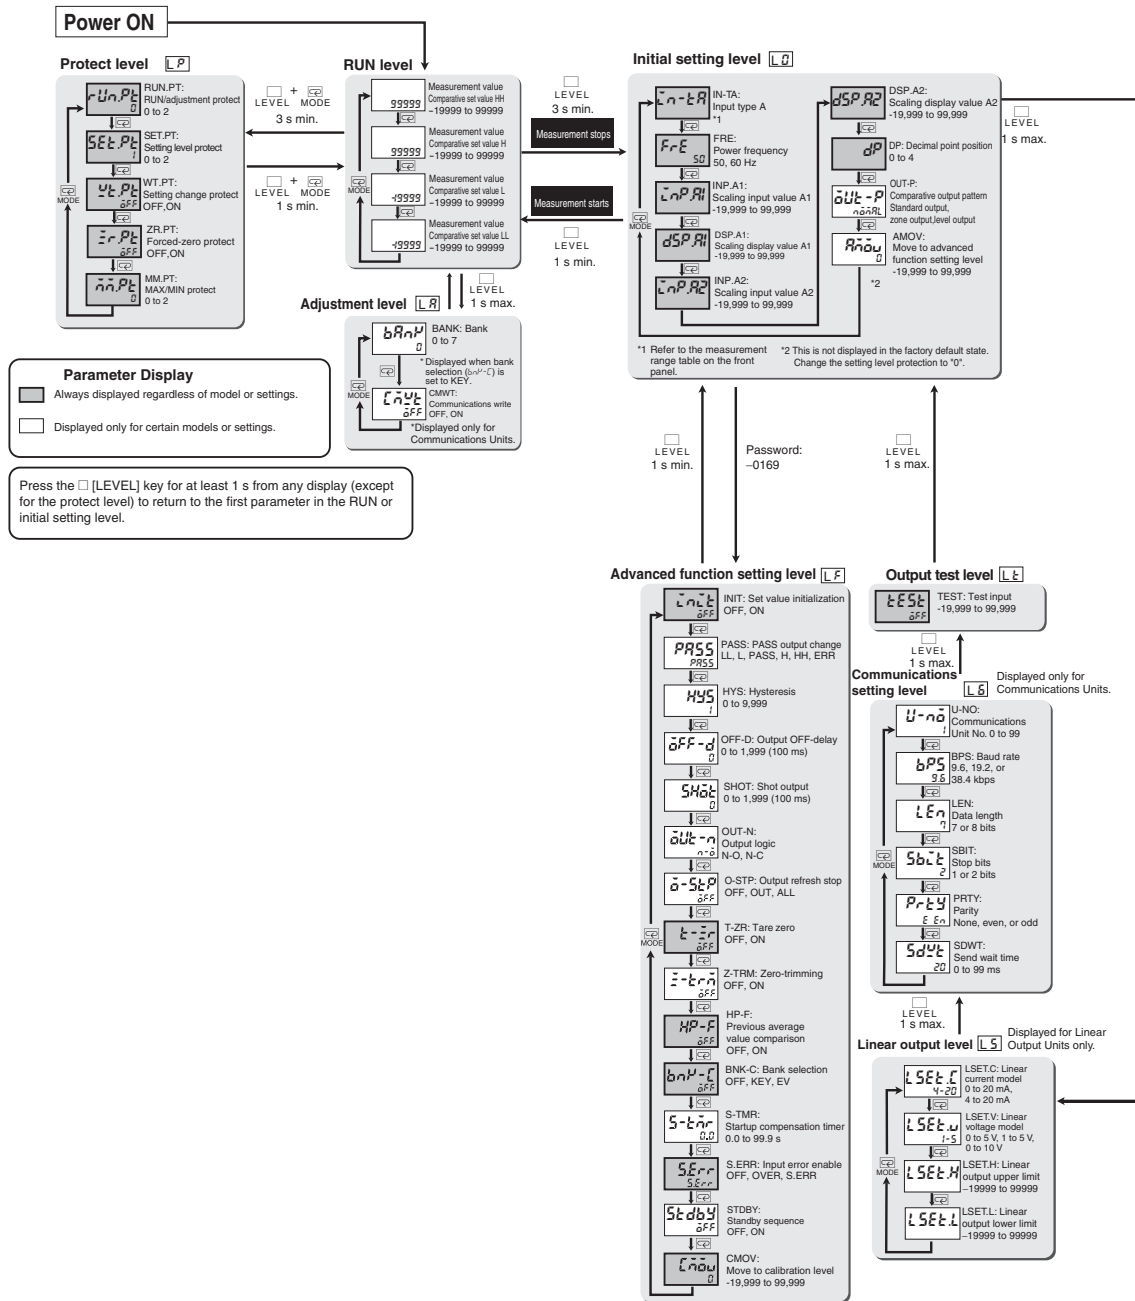 Power ON
Protect level LP
RUN.PT:
RUN/adjustment protect
0 to 2
SET.PT:
Setting level protect
0 to 2
WT.PT:
Setting change protect
OFF,ON
ZR.PT:
Forced-zero protect
OFF,ON
MM.PT:
MAX/MIN protect
0 to 2
MODE
LEVEL + MODE
3 s min.
LEVEL + MODE
1 s min.
RUN level
99999
Measurement value
Comparative set value HH
-19999 to 99999
99999
Measurement value
Comparative set value H
−19999 to 99999
-19999
Measurement value
Comparative set value L
−19999 to 99999
-19999
Measurement value
Comparative set value LL
−19999 to 99999
MODE
LEVEL
3 s min.
Measurement stops
Measurement starts
LEVEL
1 s min.
LEVEL
1 s max.
Adjustment level LA
BANK: Bank
0 to 7
* Displayed when bank
selection (bnK-C) is
set to KEY.
MODE
CMWT:
Communications write
OFF, ON
*Displayed only for
Communications Units.
Initial setting level L0
IN-TA:
Input type A
*1
FRE:
Power frequency
50, 60 Hz
INP.A1:
Scaling input value A1
-19,999 to 99,999
DSP.A1:
Scaling display value A1
-19,999 to 99,999
INP.A2:
Scaling input value A2
-19,999 to 99,999
MODE
DSP.A2:
Scaling display value A2
-19,999 to 99,999
DP: Decimal point position
0 to 4
OUT-P:
Comparative output pattern
Standard output,
zone output,level output
AMOV:
Move to advanced
function setting level
-19,999 to 99,999
*2
*1 Refer to the measurement
range table on the front
panel.
*2 This is not displayed in the factory default state.
Change the setting level protection to "0".
LEVEL
1 s max.
Parameter Display
Always displayed regardless of model or settings.
Displayed only for certain models or settings.
Press the □ [LEVEL] key for at least 1 s from any display (except
for the protect level) to return to the first parameter in the RUN or
initial setting level.
LEVEL
1 s min.
Password:
−0169
LEVEL
1 s max.
Advanced function setting level LF
INIT: Set value initialization
OFF, ON
PASS: PASS output change
LL, L, PASS, H, HH, ERR
HYS: Hysteresis
0 to 9,999
OFF-D: Output OFF-delay
0 to 1,999 (100 ms)
SHOT: Shot output
0 to 1,999 (100 ms)
OUT-N:
Output logic
N-O, N-C
O-STP: Output refresh stop
OFF, OUT, ALL
T-ZR: Tare zero
OFF, ON
Z-TRM: Zero-trimming
OFF, ON
HP-F:
Previous average
value comparison
OFF, ON
BNK-C: Bank selection
OFF, KEY, EV
S-TMR:
Startup compensation timer
0.0 to 99.9 s
S.ERR: Input error enable
OFF, OVER, S.ERR
STDBY:
Standby sequence
OFF, ON
CMOV:
Move to calibration level
-19,999 to 99,999
MODE
Output test level Lt
TEST: Test input
-19,999 to 99,999
LEVEL
1 s max.
Communications
setting level L6
Displayed only for
Communications Units.
U-NO:
Communications
Unit No. 0 to 99
BPS: Baud rate
9.6, 19.2, or
38.4 kbps
LEN:
Data length
7 or 8 bits
SBIT:
Stop bits
1 or 2 bits
PRTY:
Parity
None, even, or odd
SDWT:
Send wait time
0 to 99 ms
MODE
LEVEL
1 s max.
Linear output level L5
Displayed for Linear
Output Units only.
LSET.C: Linear
current model
0 to 20 mA,
4 to 20 mA
LSET.V: Linear
voltage model
0 to 5 V, 1 to 5 V,
0 to 10 V
LSET.H: Linear
output upper limit
−19999 to 99999
LSET.L: Linear
output lower limit
−19999 to 99999
MODE